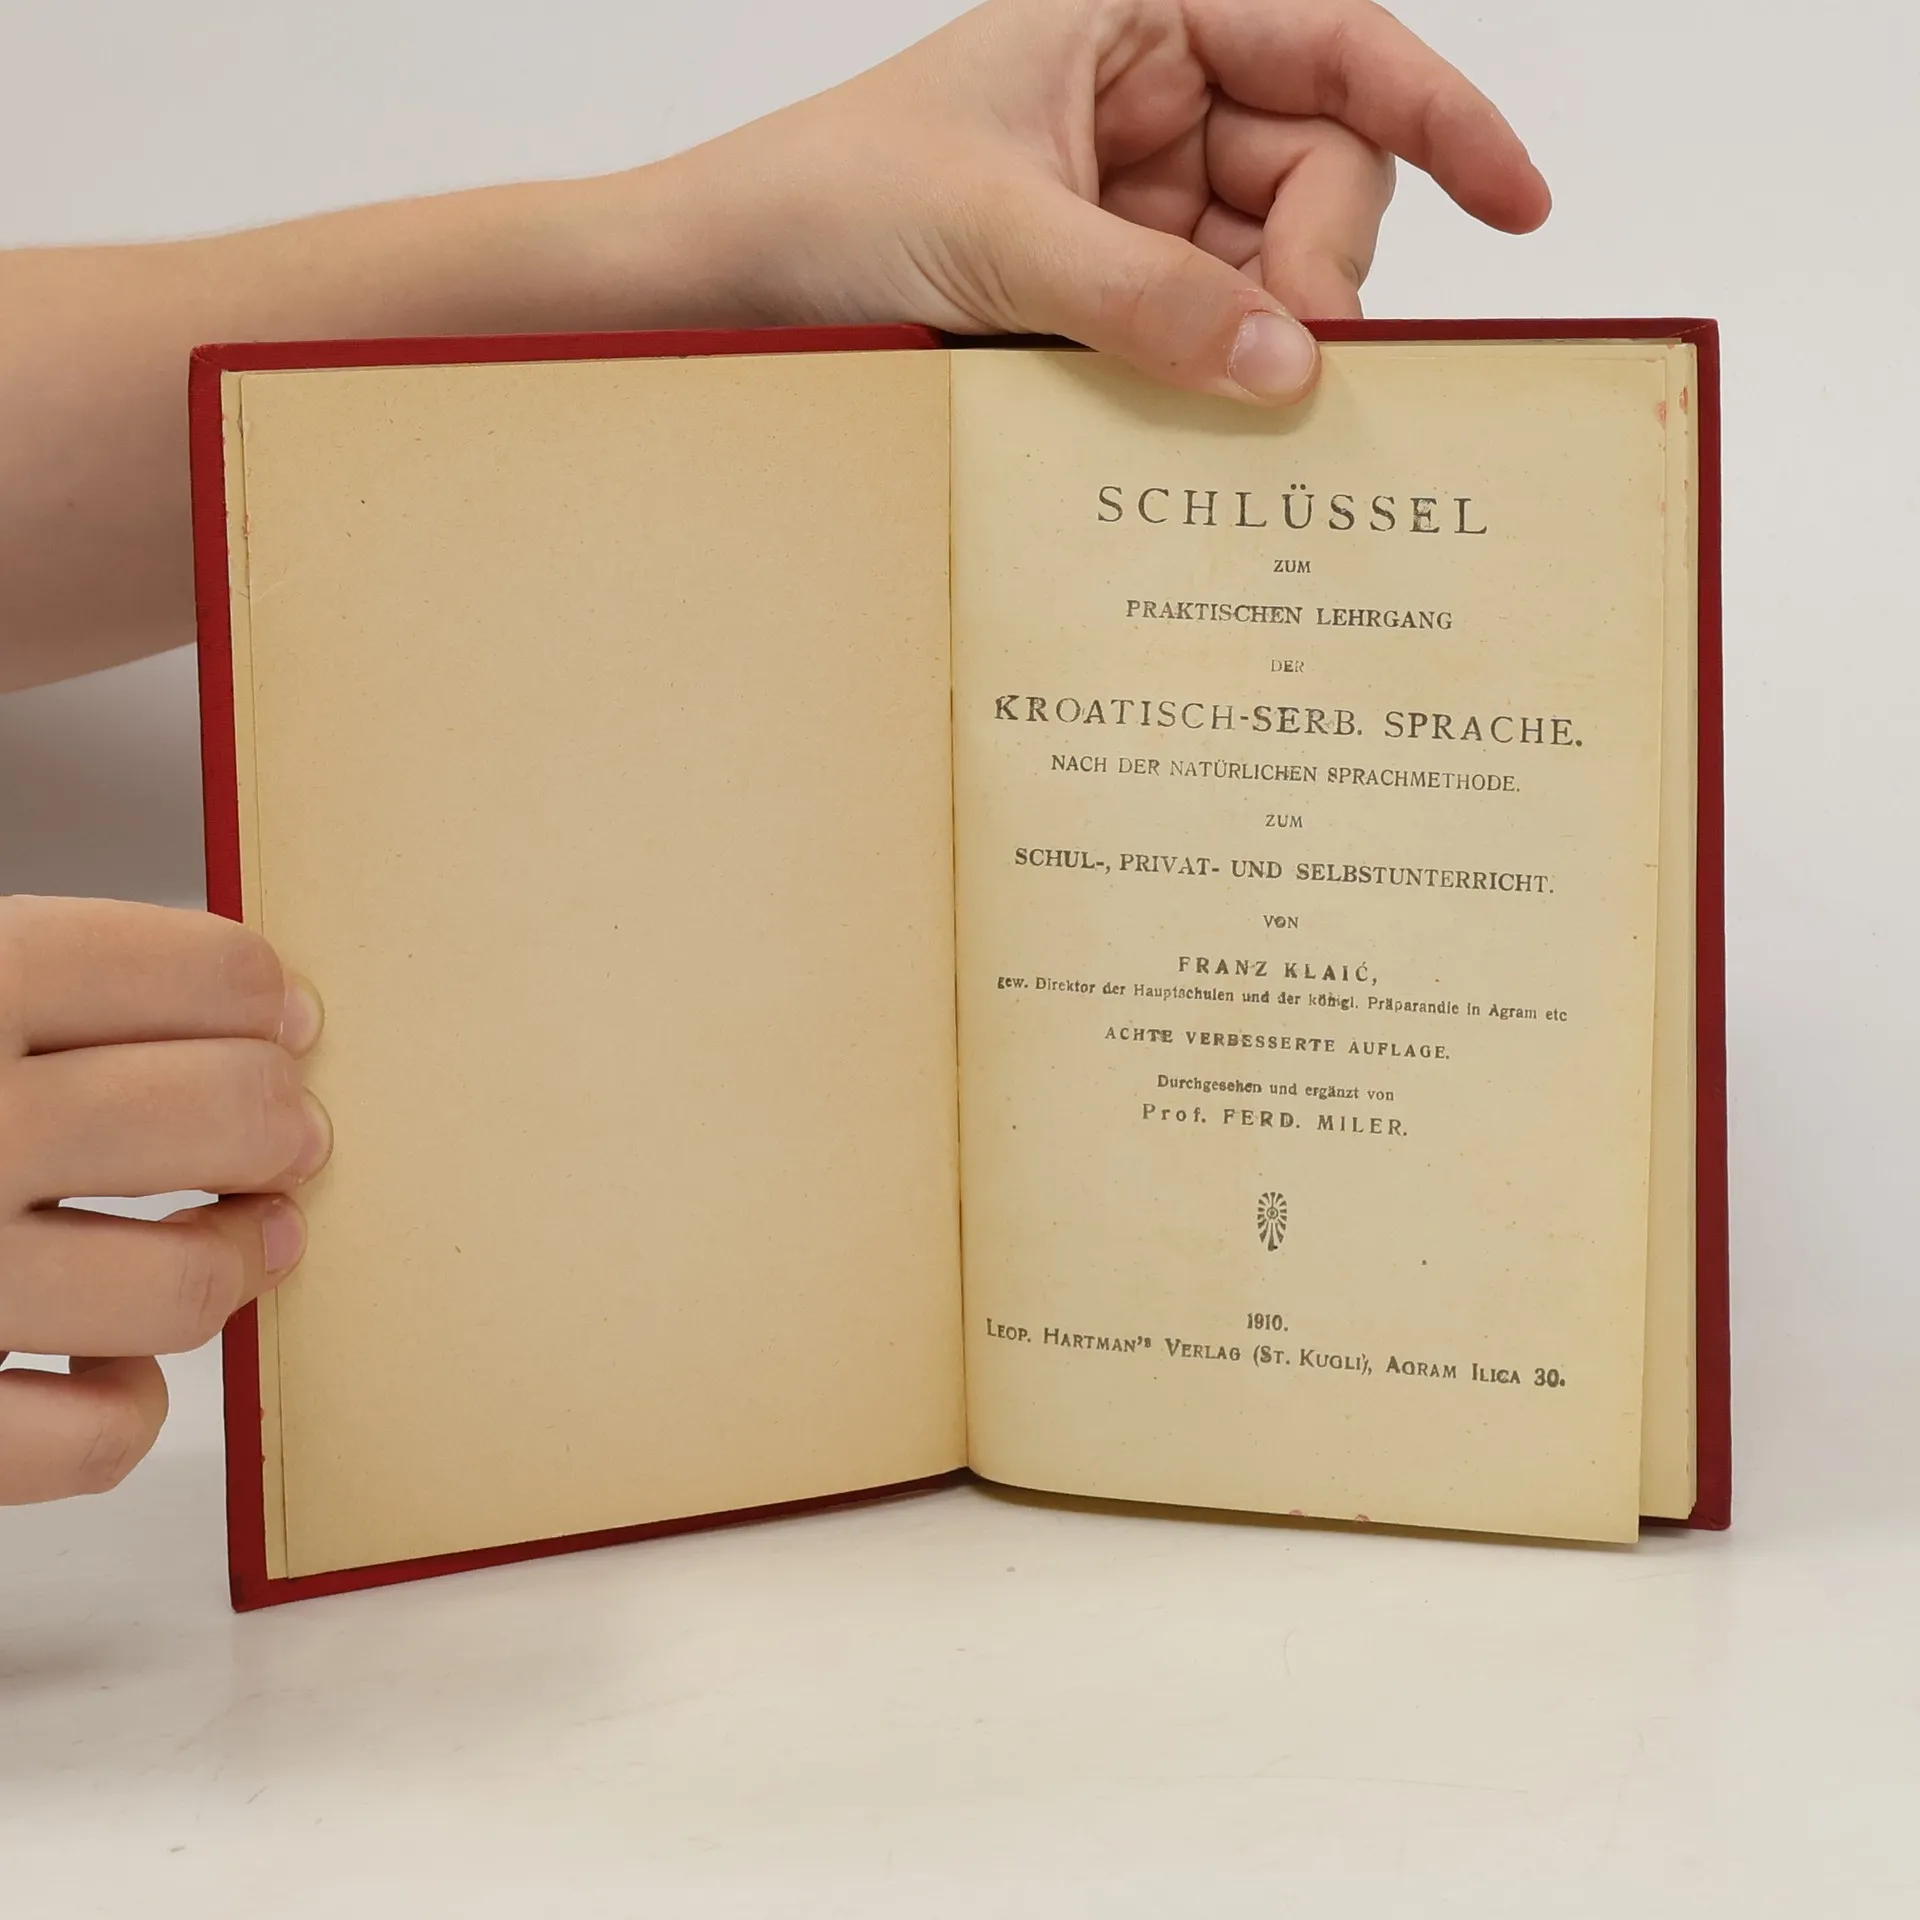 SCHLÜSSEL
ZUM
PRAKTISCHEN LEHRGANG
DER
KROATISCH-SERB. SPRACHE.
NACH DER NATÜRLICHEN SPRACHMETHODE.
ZUM
SCHUL-, PRIVAT- UND SELBSTUNTERRICHT.
VON
FRANZ KLAIĆ,
gew. Direktor der Hauptschulen und der königl. Präparandie in Agram etc
ACHTE VERBESSERTE AUFLAGE.
Durchgesehen und ergänzt von
Prof. FERD. MILER.
1910.
LEOP. HARTMAN's VERLAG (ST. KUGLI), AGRAM ILICA 30.